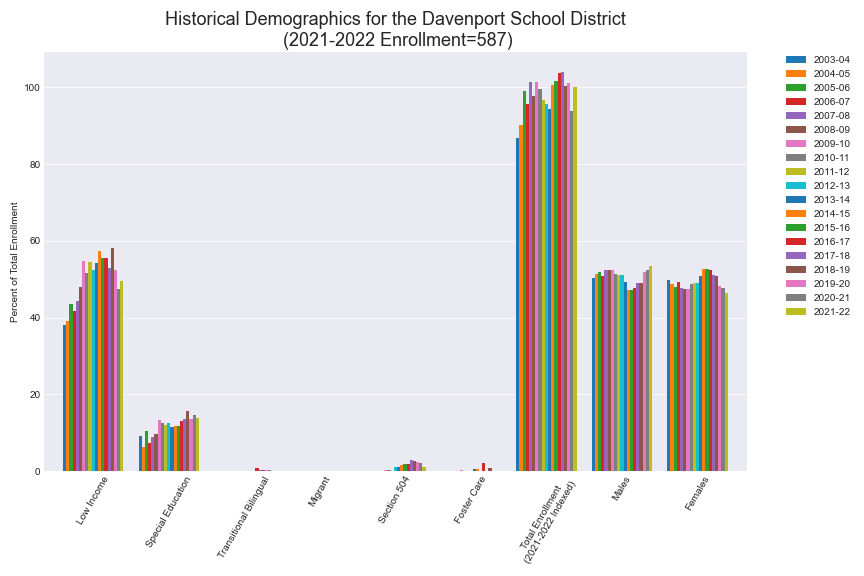 Historical Demographics for the Davenport School District
(2021-2022 Enrollment=587)
Percent of Total Enrollment
100
80
60
40
20
0
Low Income
Special Education
Transitional Bilingual
Migrant
Section 504
Foster Care
Total Enrollment
(2021-2022 Indexed)
Males
Females
2003-04
2004-05
2005-06
2006-07
2007-08
2008-09
2009-10
2010-11
2011-12
2012-13
2013-14
2014-15
2015-16
2016-17
2017-18
2018-19
2019-20
2020-21
2021-22